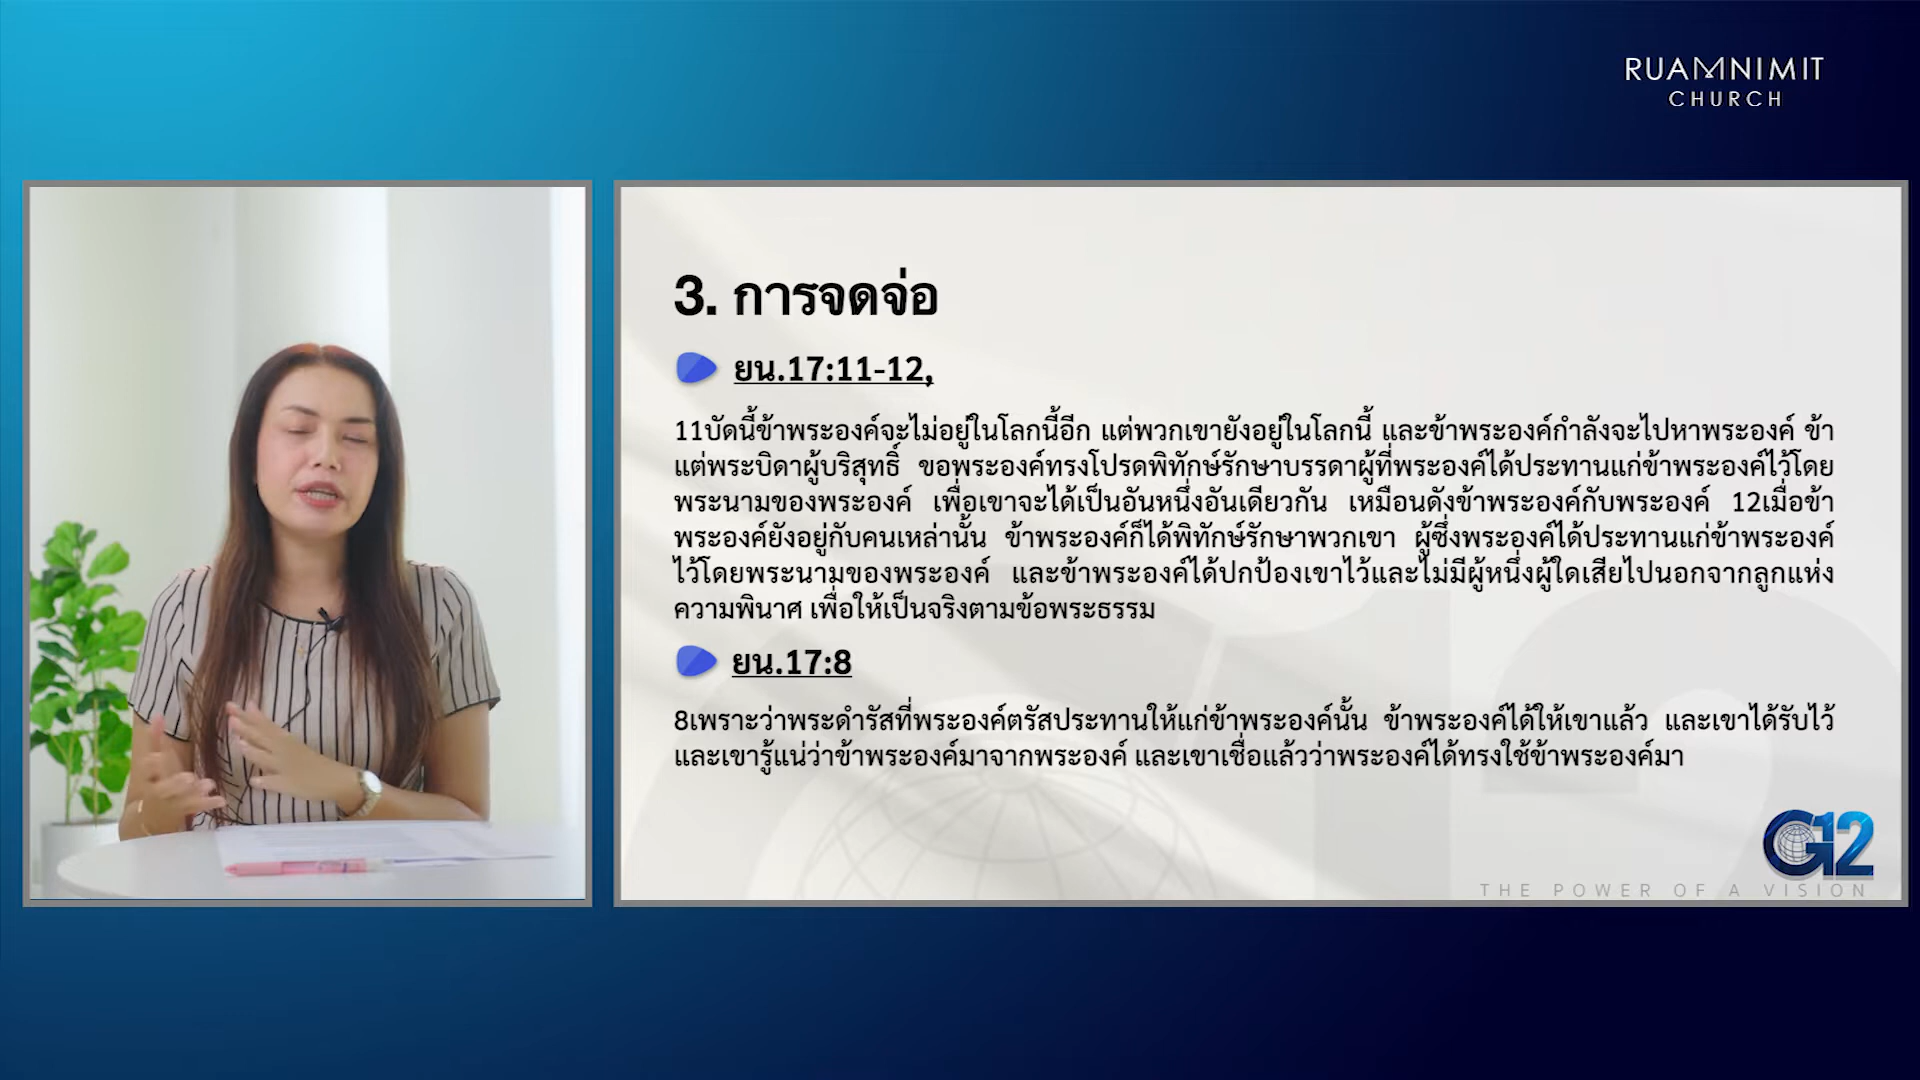 RUAMNIMIT
CHURCH
3. การจดจ่อ
ยน.17:11-12,
11บัดนี้ข้าพระองค์จะไม่อยู่ในโลกนี้อีก แต่พวกเขายังอยู่ในโลกนี้ และข้าพระองค์กำลังจะไปหาพระองค์ ข้า
แต่พระบิดาผู้บริสุทธิ์ ขอพระองค์ทรงโปรดพิทักษ์รักษาบรรดาผู้ที่พระองค์ได้ประทานแก่ข้าพระองค์ไว้โดย
พระนามของพระองค์ เพื่อเขาจะได้เป็นอันหนึ่งอันเดียวกัน เหมือนดังข้าพระองค์กับพระองค์ 12เมื่อข้า
พระองค์ยังอยู่กับคนเหล่านั้น ข้าพระองค์ก็ได้พิทักษ์รักษาพวกเขา ผู้ซึ่งพระองค์ได้ประทานแก่ข้าพระองค์
ไว้โดยพระนามของพระองค์ และข้าพระองค์ได้ปกป้องเขาไว้และไม่มีผู้หนึ่งผู้ใดเสียไปนอกจากลูกแห่ง
ความพินาศ เพื่อให้เป็นจริงตามข้อพระธรรม
ยน.17:8
8เพราะว่าพระดำรัสที่พระองค์ตรัสประทานให้แก่ข้าพระองค์นั้น ข้าพระองค์ได้ให้เขาแล้ว และเขาได้รับไว้
และเขารู้แน่ว่าข้าพระองค์มาจากพระองค์ และเขาเชื่อแล้วว่าพระองค์ได้ทรงใช้ข้าพระองค์มา
G12
THE POWER OF A VISION